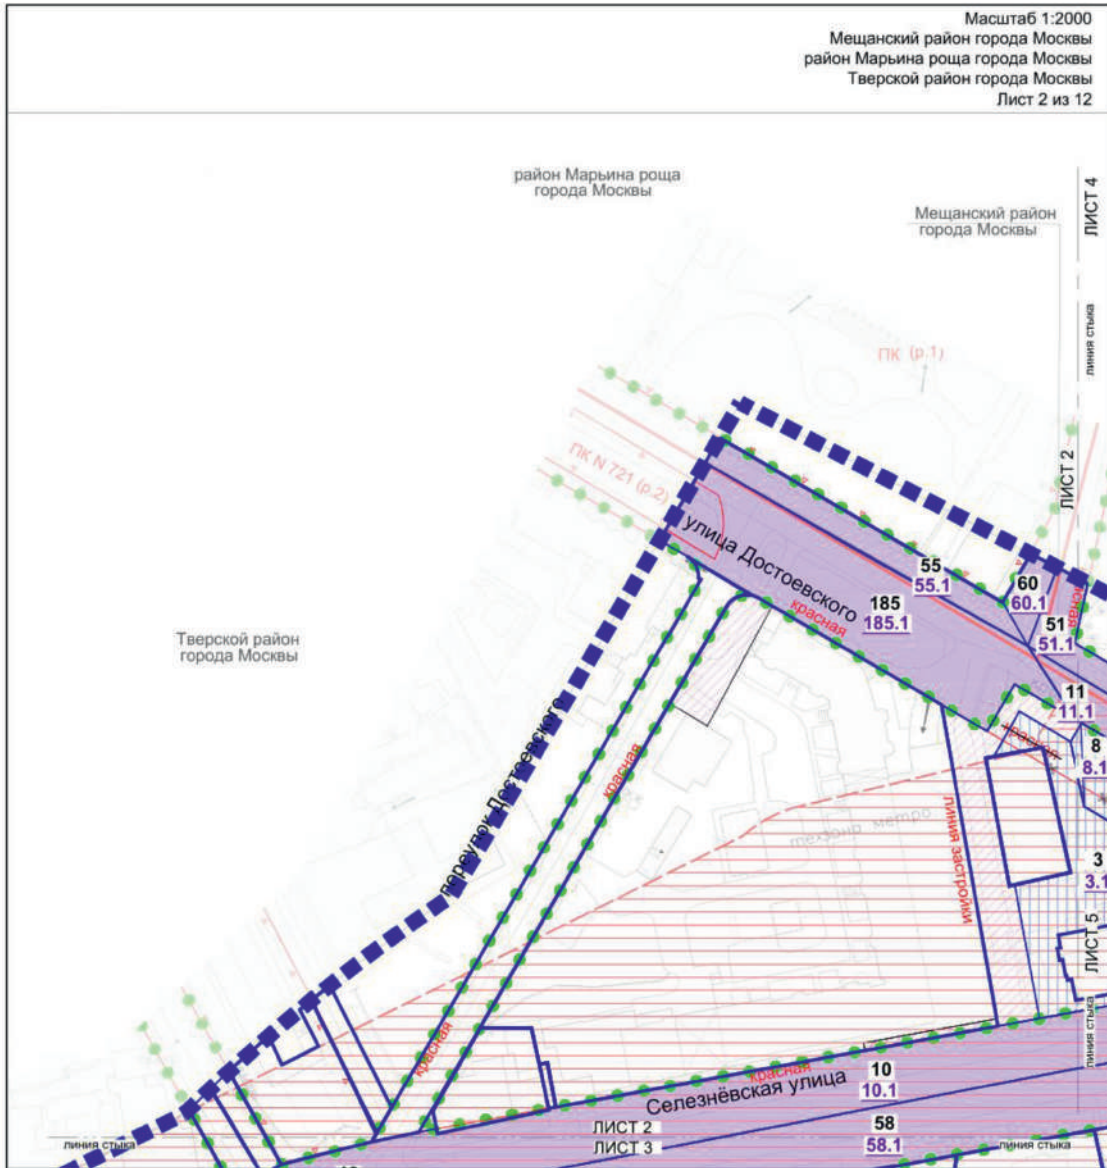 Масштаб 1:2000
Мещанский район города Москвы
район Марьина роща города Москвы
Тверской район города Москвы
Лист 2 из 12
район Марьина роща
города Москвы
Мещанский район
города Москвы
ЛИСТ 4
линия стыка
ЛИСТ 2
ПК (р.1)
ПК N 721 (р.2)
улица Достоевского
красная
55
55.1
60
60.1
185
185.1
51
51.1
11
11.1
8
8.1
3
3.1
Тверской район
города Москвы
переулок Достоевского
красная
красная
техзона метро
линия застройки
красная
ЛИСТ 5
линия стыка
красная
Селезнёвская улица
10
10.1
58
58.1
ЛИСТ 2
ЛИСТ 3
линия стыка
линия стыка